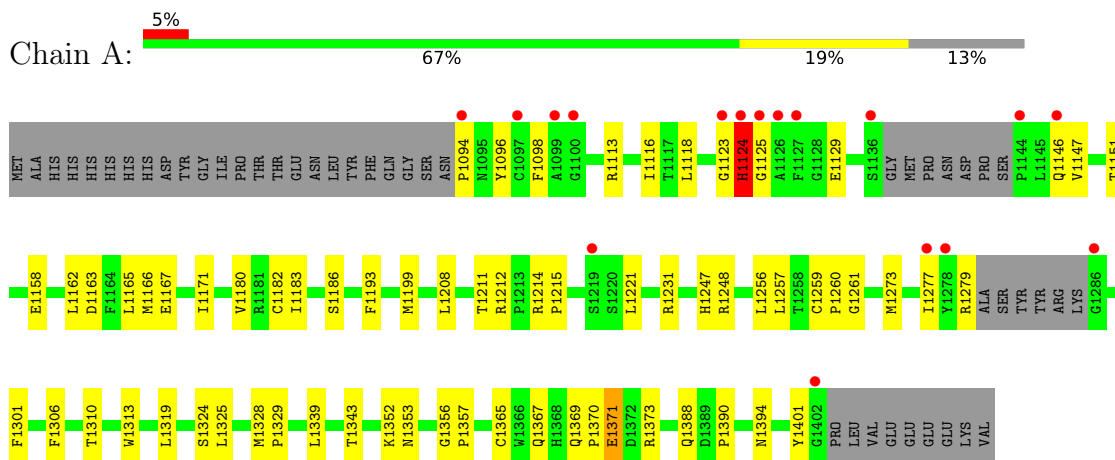 5%
Chain A:
67% 19% 13%
MET ALA HIS HIS HIS HIS HIS HIS ASP TYR GLY ILE PRO THR THR GLU ASN LEU TYR PHE GLN GLY SER ASN P1094 N1095 Y1096 C1097 F1098 A1099 G1100 R1113 I1116 T1117 L1118 G1123 H1124 G1125 A1126 F1127 G1128 E1129 S1136 GLY MET PRO ASN ASP PRO SER P1144 L1145 Q1146 V1147 T1151
E1158 L1162 D1163 F1164 L1165 M1166 E1167 I1171 V1180 R1181 C1182 I1183 S1186 F1193 M1199 L1208 T1211 R1212 P1213 R1214 P1215 S1219 S1220 L1221 R1231 H1247 R1248 L1256 L1257 T1258 C1259 P1260 G1261 M1273 I1277 Y1278 R1279 ALA SER TYR TYR ARG LYS G1286
F1301 F1306 T1310 W1313 L1319 S1324 L1325 M1328 P1329 L1339 T1343 K1352 N1353 G1356 P1357 C1365 W1366 Q1367 H1368 Q1369 P1370 E1371 D1372 R1373 Q1388 D1389 P1390 N1394 Y1401 G1402 PRO LEU VAL GLU GLU GLU GLU LYS VAL